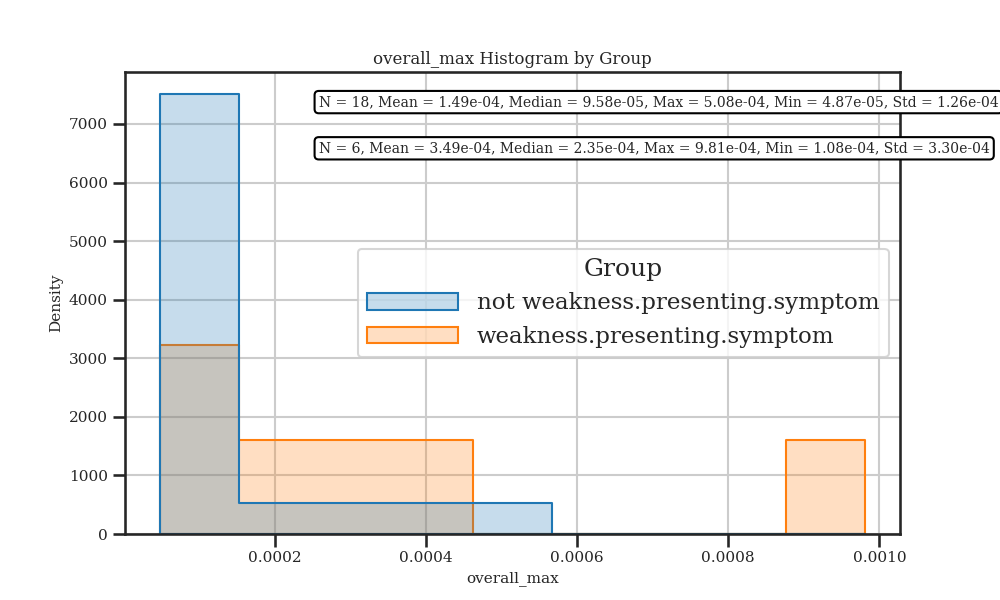 overall_max Histogram by Group
N = 18, Mean = 1.49e-04, Median = 9.58e-05, Max = 5.08e-04, Min = 4.87e-05, Std = 1.26e-04
N = 6, Mean = 3.49e-04, Median = 2.35e-04, Max = 9.81e-04, Min = 1.08e-04, Std = 3.30e-04
Group
not weakness.presenting.symptom
weakness.presenting.symptom
Density
7000
6000
5000
4000
3000
2000
1000
0
0.0002 0.0004 0.0006 0.0008 0.0010
overall_max